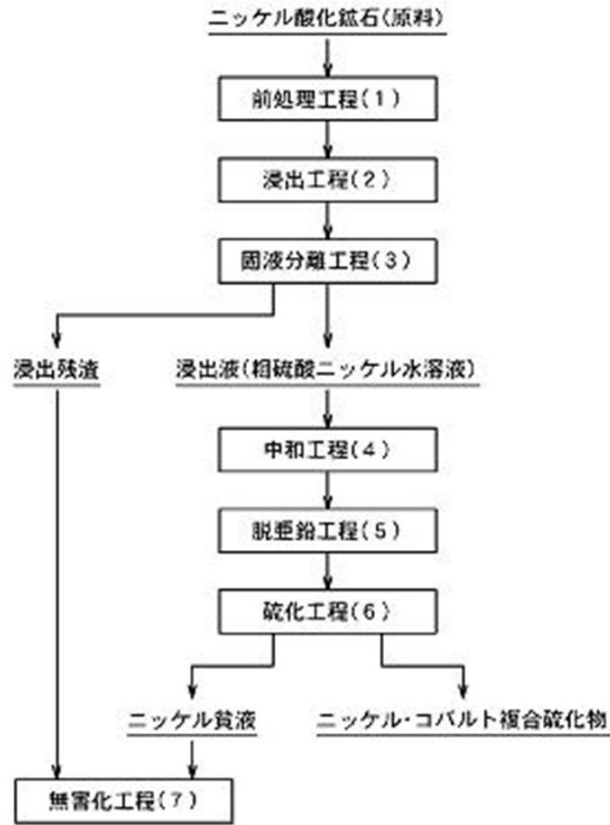 ニッケル酸化鉱石(原料)
前処理工程(1)
浸出工程(2)
固液分離工程(3)
浸出残渣
浸出液(粗硫酸ニッケル水溶液)
中和工程(4)
脱亜鉛工程(5)
硫化工程(6)
ニッケル貧液
ニッケル・コバルト複合硫化物
無害化工程(7)